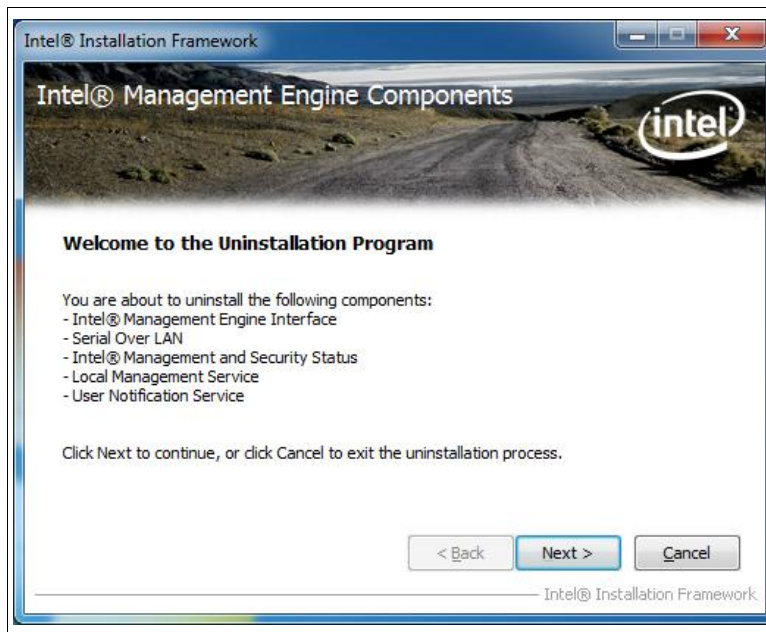 Intel® Installation Framework
Intel® Management Engine Components
intel
Welcome to the Uninstallation Program
You are about to uninstall the following components:
- Intel® Management Engine Interface
- Serial Over LAN
- Intel® Management and Security Status
- Local Management Service
- User Notification Service
Click Next to continue, or click Cancel to exit the uninstallation process.
< Back
Next >
Cancel
Intel® Installation Framework